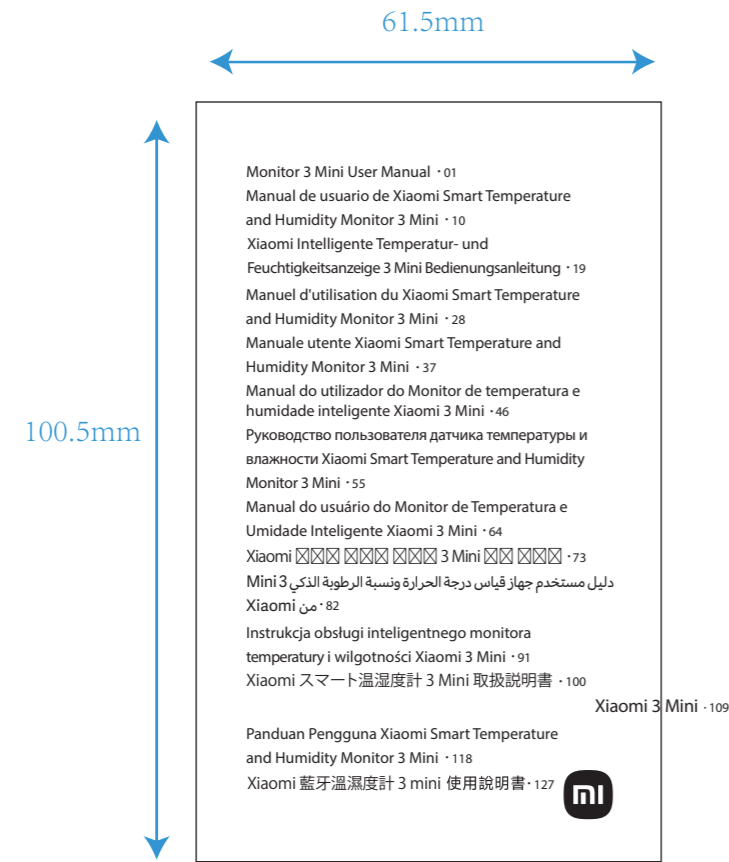 61.5mm
100.5mm
Monitor 3 Mini User Manual · 01
Manual de usuario de Xiaomi Smart Temperature
and Humidity Monitor 3 Mini · 10
Xiaomi Intelligente Temperatur- und
Feuchtigkeitsanzeige 3 Mini Bedienungsanleitung · 19
Manuel d'utilisation du Xiaomi Smart Temperature
and Humidity Monitor 3 Mini · 28
Manuale utente Xiaomi Smart Temperature and
Humidity Monitor 3 Mini · 37
Manual do utilizador do Monitor de temperatura e
humidade inteligente Xiaomi 3 Mini · 46
Руководство пользователя датчика температуры и
влажности Xiaomi Smart Temperature and Humidity
Monitor 3 Mini · 55
Manual do usuário do Monitor de Temperatura e
Umidade Inteligente Xiaomi 3 Mini · 64
Xiaomi 3 Mini · 73
دليل مستخدم جهاز قياس درجة الحرارة ونسبة الرطوبة الذكي 3 Mini
من Xiaomi · 82
Instrukcja obsługi inteligentnego monitora
temperatury i wilgotności Xiaomi 3 Mini · 91
Xiaomi スマート温湿度計 3 Mini 取扱説明書 · 100
Xiaomi 3 Mini · 109
Panduan Pengguna Xiaomi Smart Temperature
and Humidity Monitor 3 Mini · 118
Xiaomi 藍牙溫濕度計 3 mini 使用說明書 · 127
mi